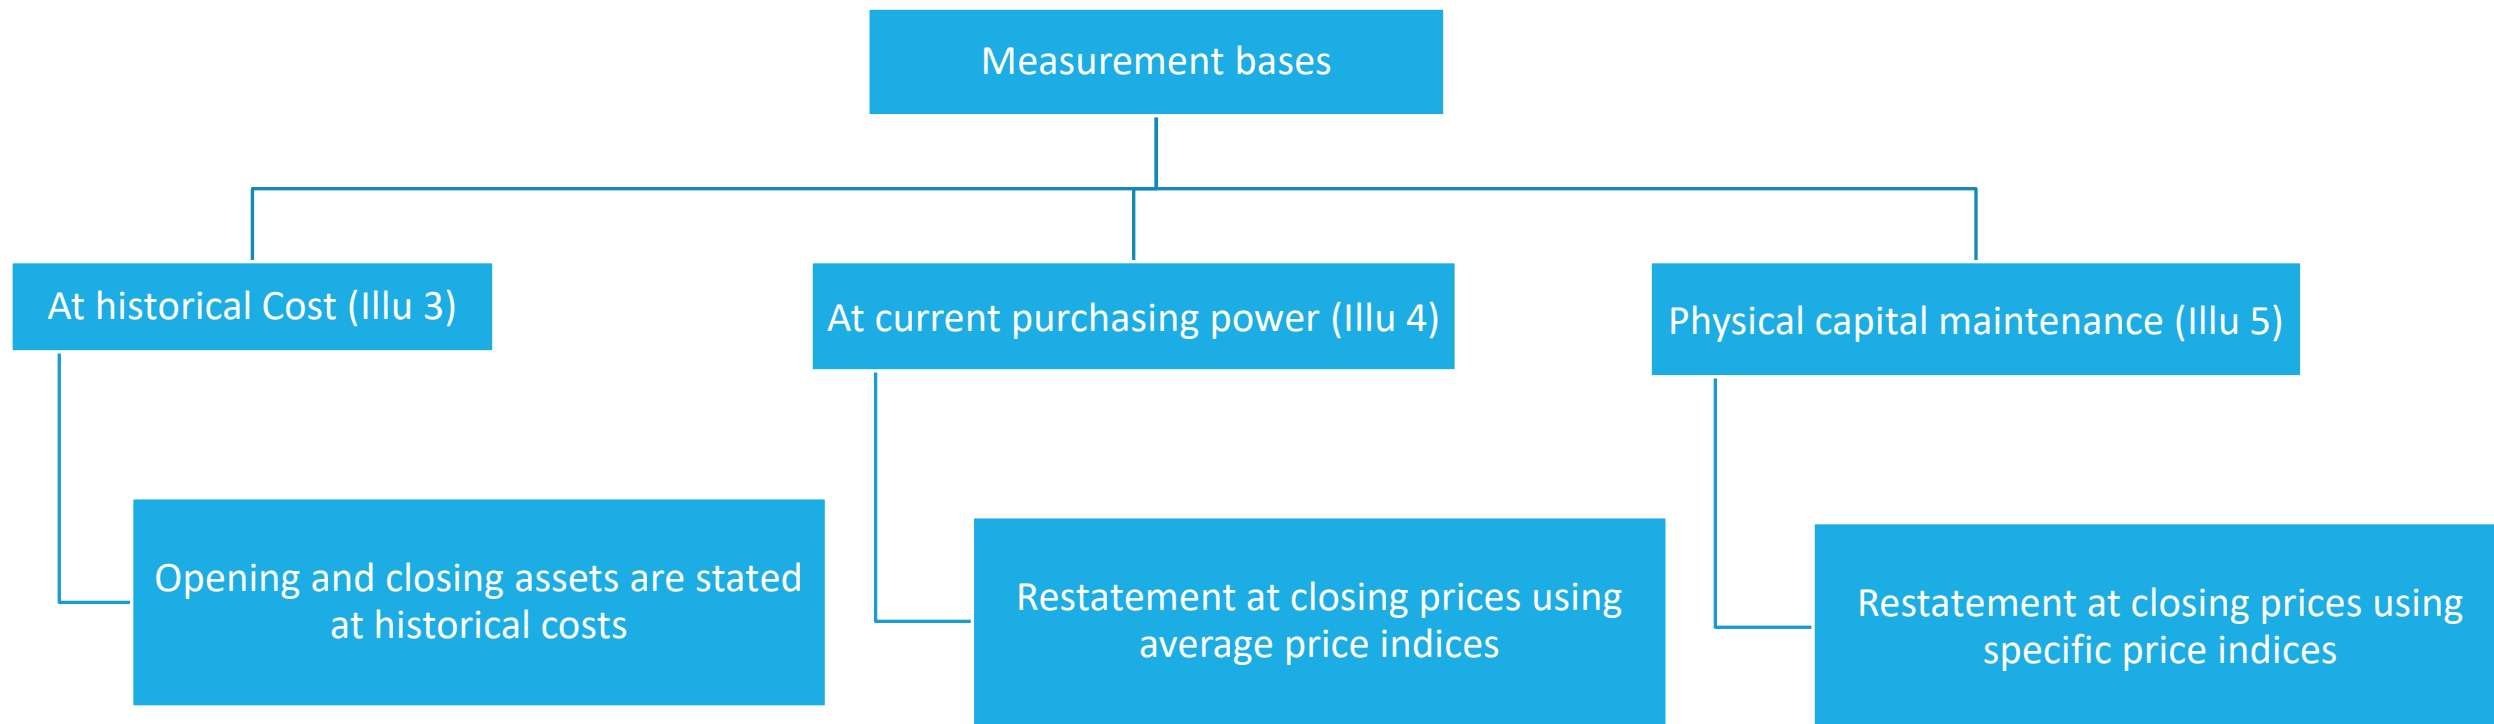 Measurement bases
At historical Cost (Illu 3)
At current purchasing power (Illu 4)
Physical capital maintenance (Illu 5)
Opening and closing assets are stated
at historical costs
Restatement at closing prices using
average price indices
Restatement at closing prices using
specific price indices